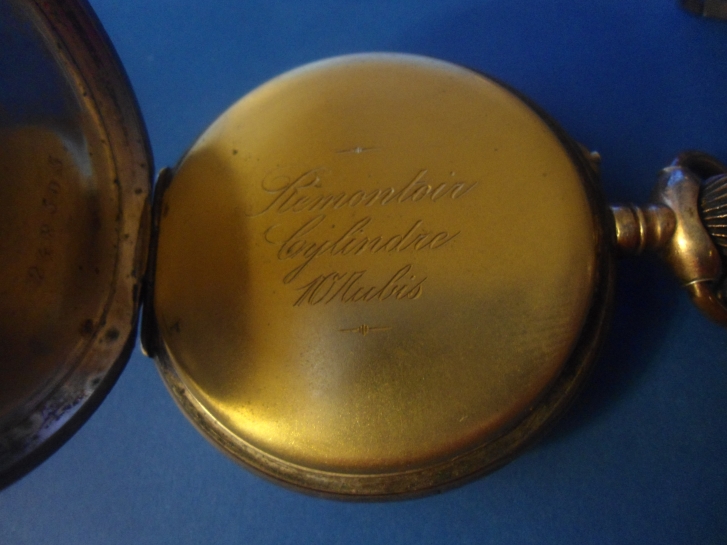 Remontoir
Cylindre
10 Rubis